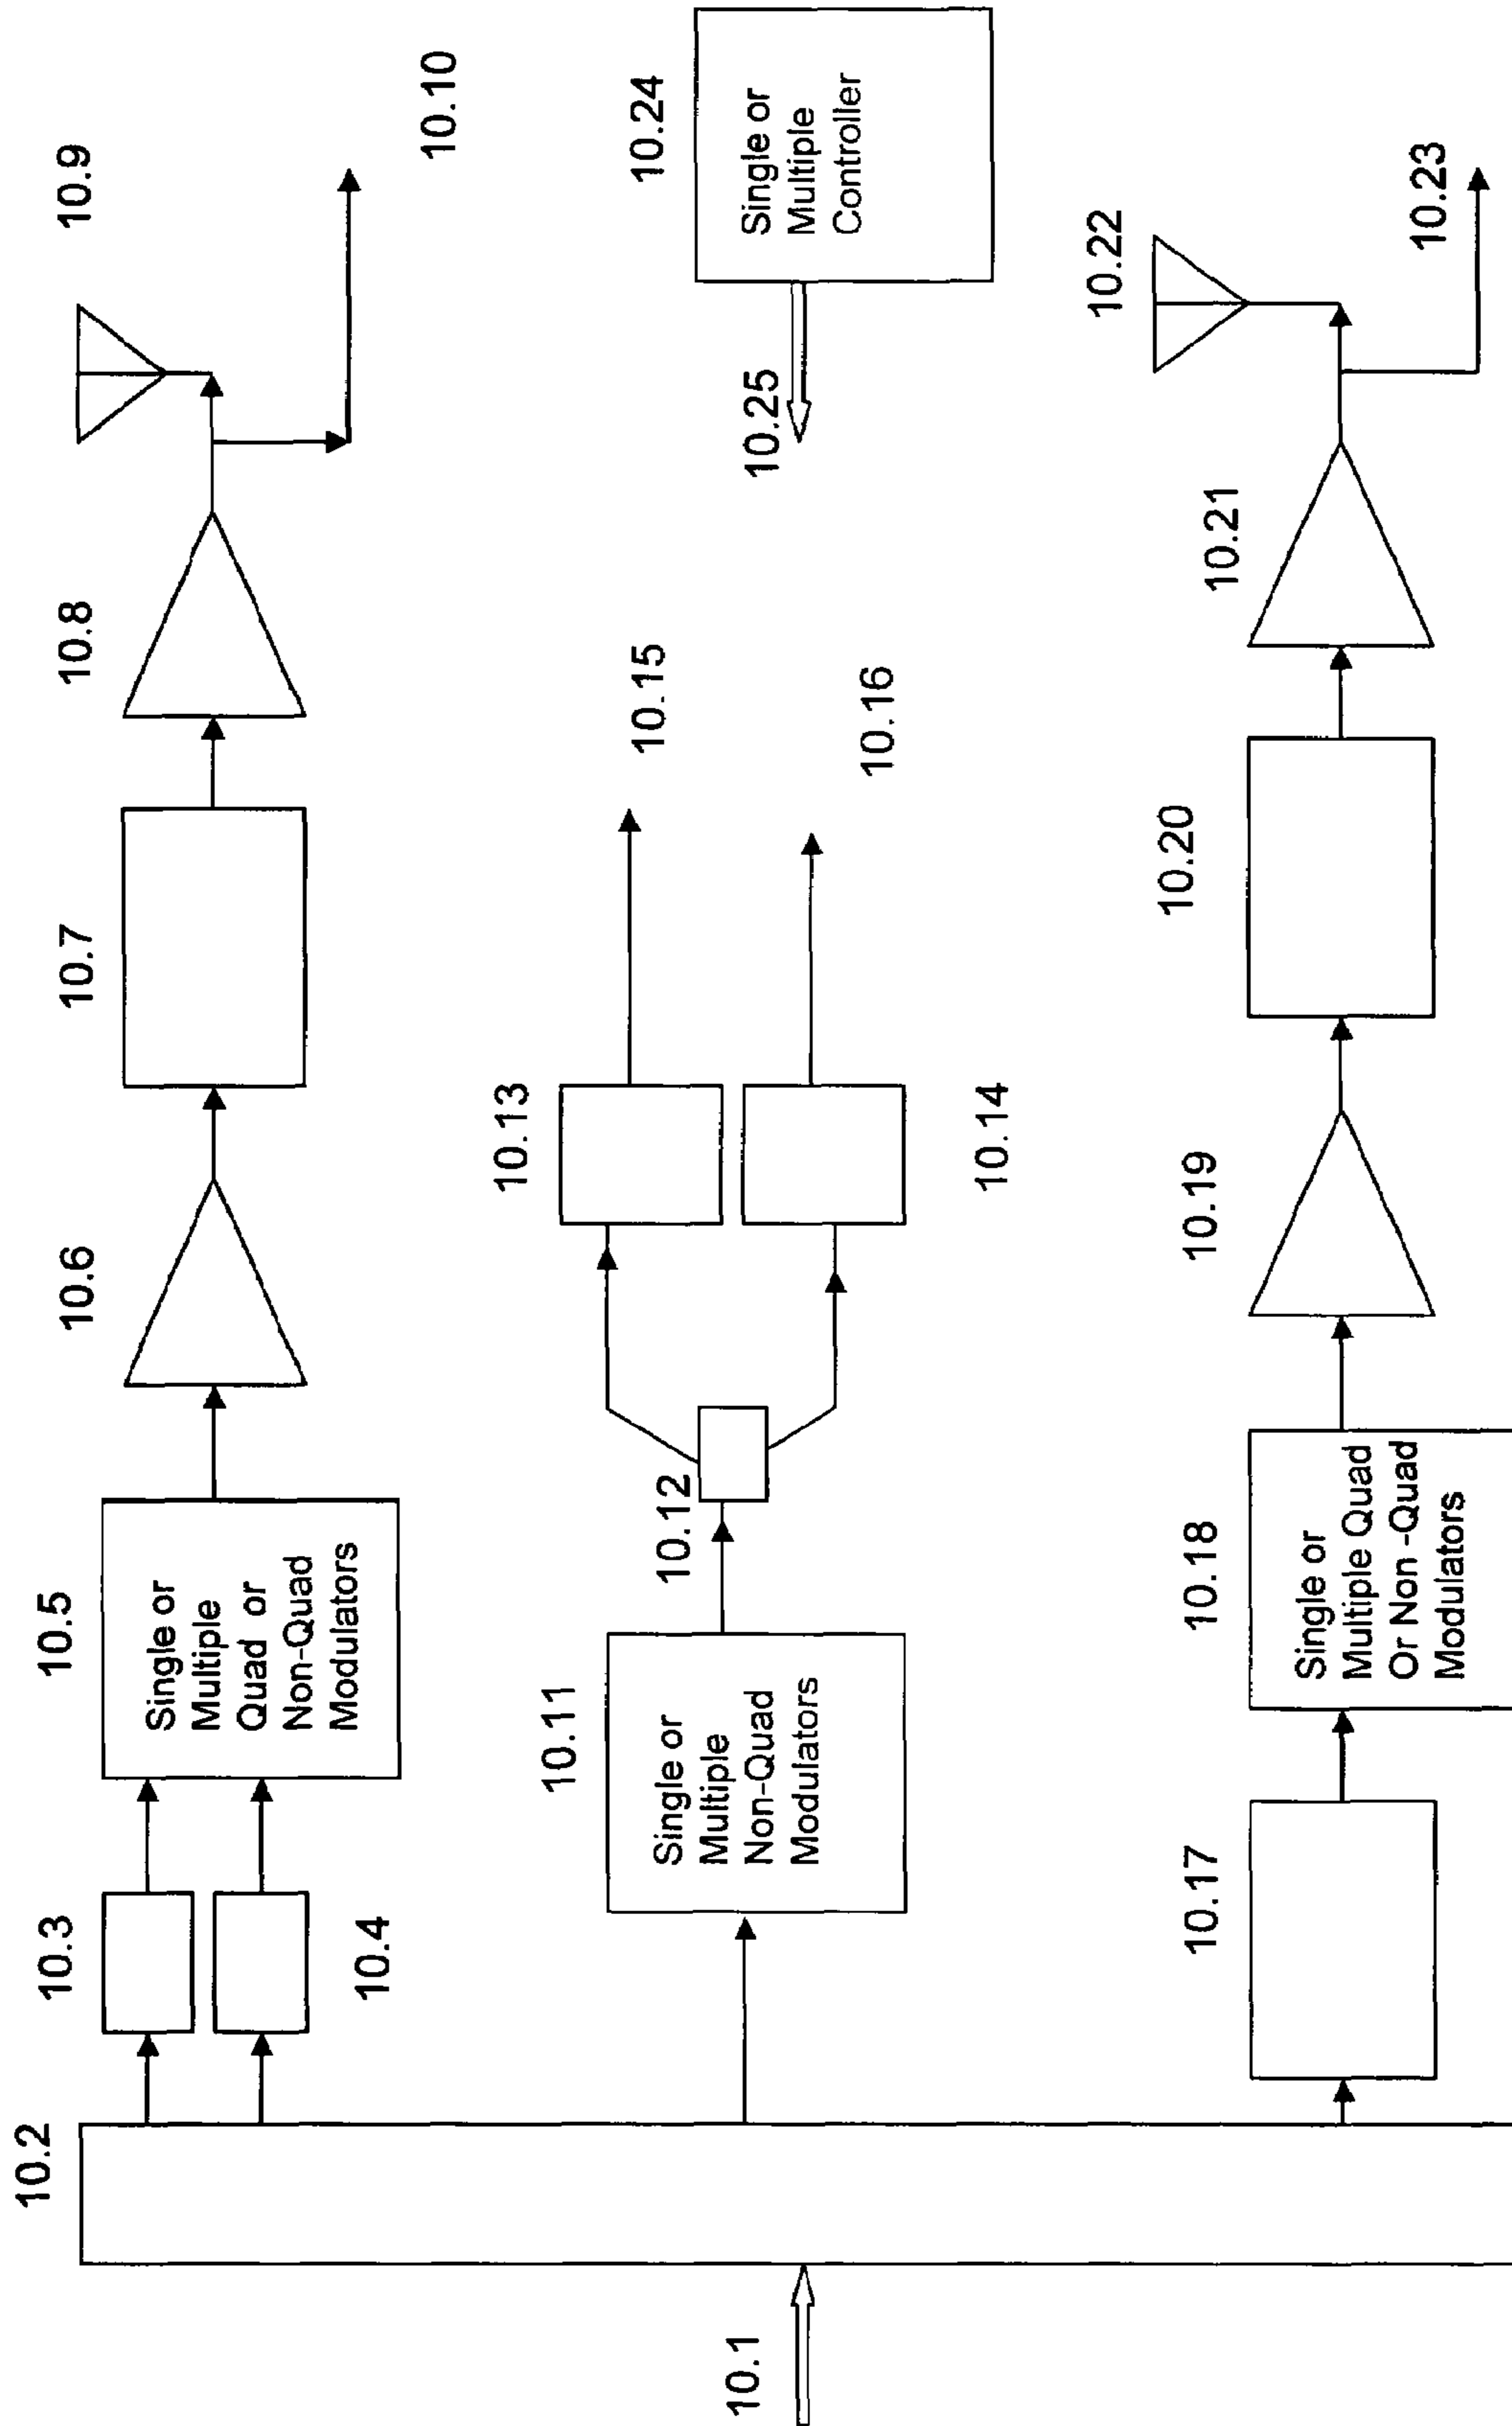 10.1
10.2
10.3
10.4
10.5
Single or
Multiple
Quad or
Non-Quad
Modulators
10.6
10.7
10.8
10.9
10.10
10.11
Single or
Multiple
Non-Quad
Modulators
10.12
10.13
10.14
10.15
10.16
10.17
10.18
Single or
Multiple Quad
Or Non -Quad
Modulators
10.19
10.20
10.21
10.22
10.23
10.24
Single or
Multiple
Controller
10.25